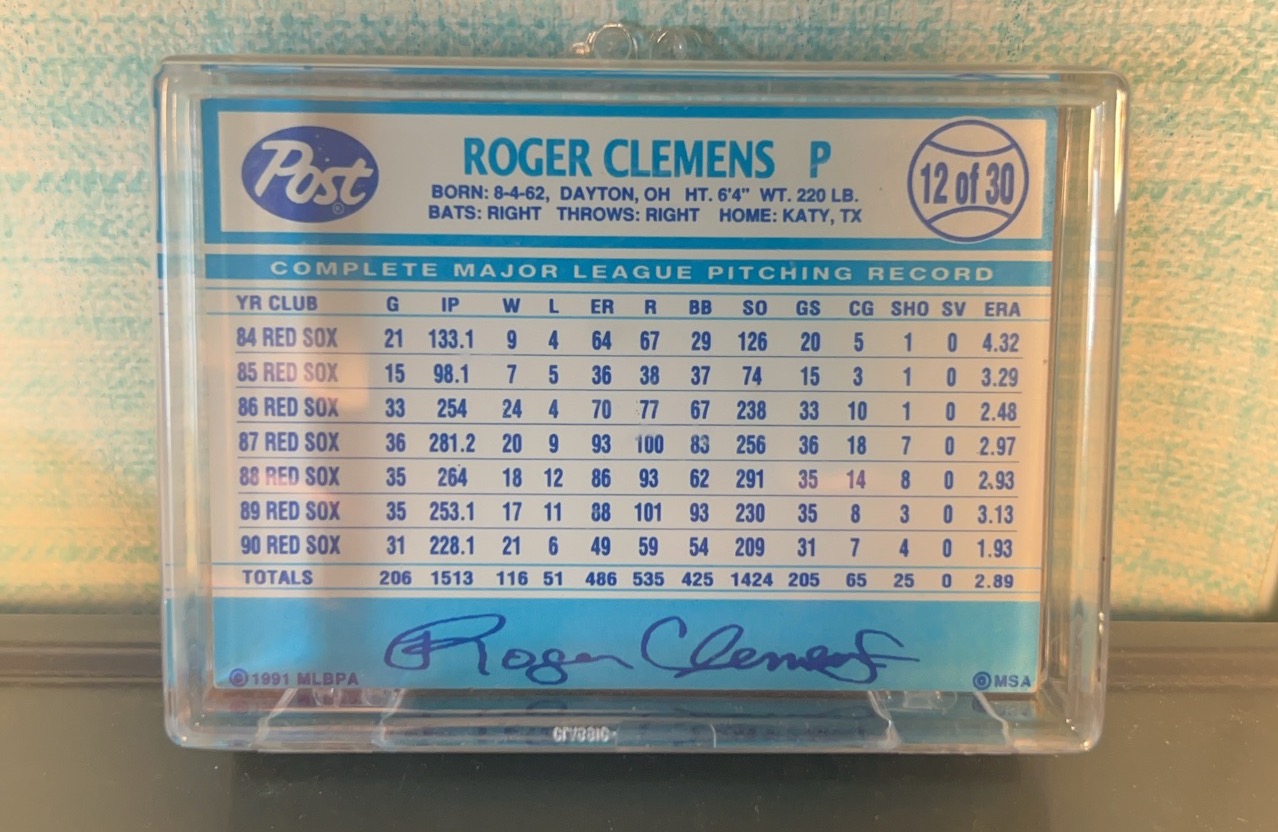 Post®
ROGER CLEMENS P
12 of 30
BORN: 8-4-62, DAYTON, OH HT. 6'4" WT. 220 LB.
BATS: RIGHT THROWS: RIGHT HOME: KATY, TX
COMPLETE MAJOR LEAGUE PITCHING RECORD
YR CLUB G IP W L ER R BB SO GS CG SHO SV ERA
84 RED SOX 21 133.1 9 4 64 67 29 126 20 5 1 0 4.32
85 RED SOX 15 98.1 7 5 36 38 37 74 15 3 1 0 3.29
86 RED SOX 33 254 24 4 70 77 67 238 33 10 1 0 2.48
87 RED SOX 36 281.2 20 9 93 100 83 256 36 18 7 0 2.97
88 RED SOX 35 264 18 12 86 93 62 291 35 14 8 0 2.93
89 RED SOX 35 253.1 17 11 88 101 93 230 35 8 3 0 3.13
90 RED SOX 31 228.1 21 6 49 59 54 209 31 7 4 0 1.93
TOTALS 206 1513 116 51 486 535 425 1424 205 65 25 0 2.89
Roger Clemens
© 1991 MLBPA
© MSA